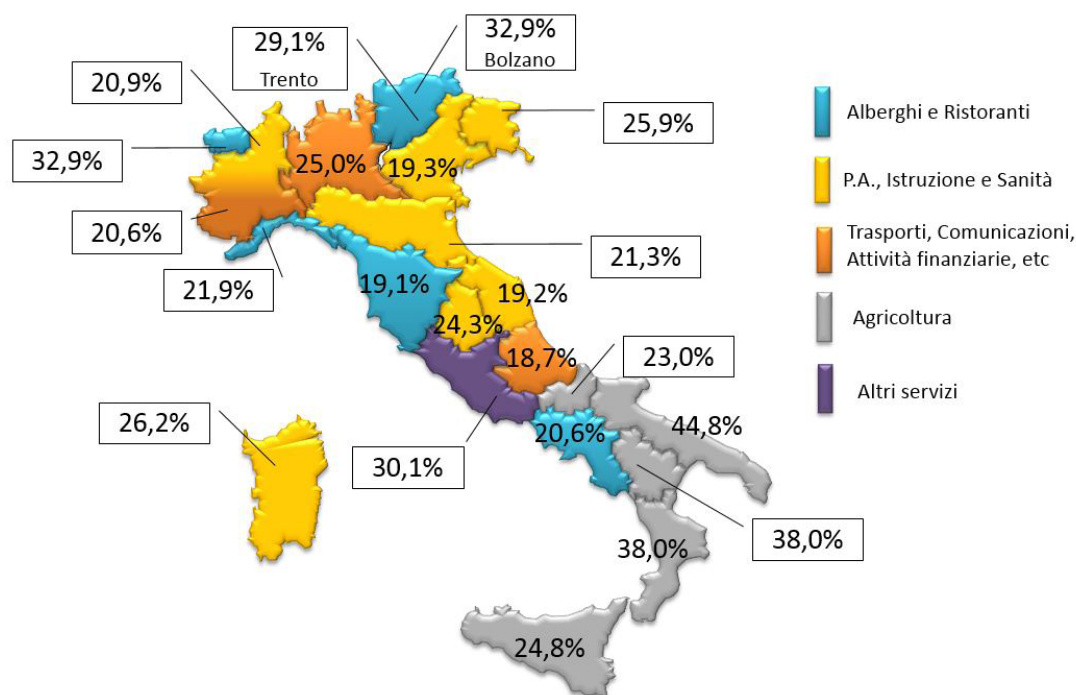 32,9%
Bolzano
29,1%
Trento
20,9%
25,9%
32,9%
25,0%
19,3%
20,6%
21,3%
21,9%
19,1%
19,2%
24,3%
18,7%
23,0%
26,2%
20,6%
44,8%
30,1%
38,0%
38,0%
24,8%
Alberghi e Ristoranti
P.A., Istruzione e Sanità
Trasporti, Comunicazioni,
Attività finanziarie, etc
Agricoltura
Altri servizi